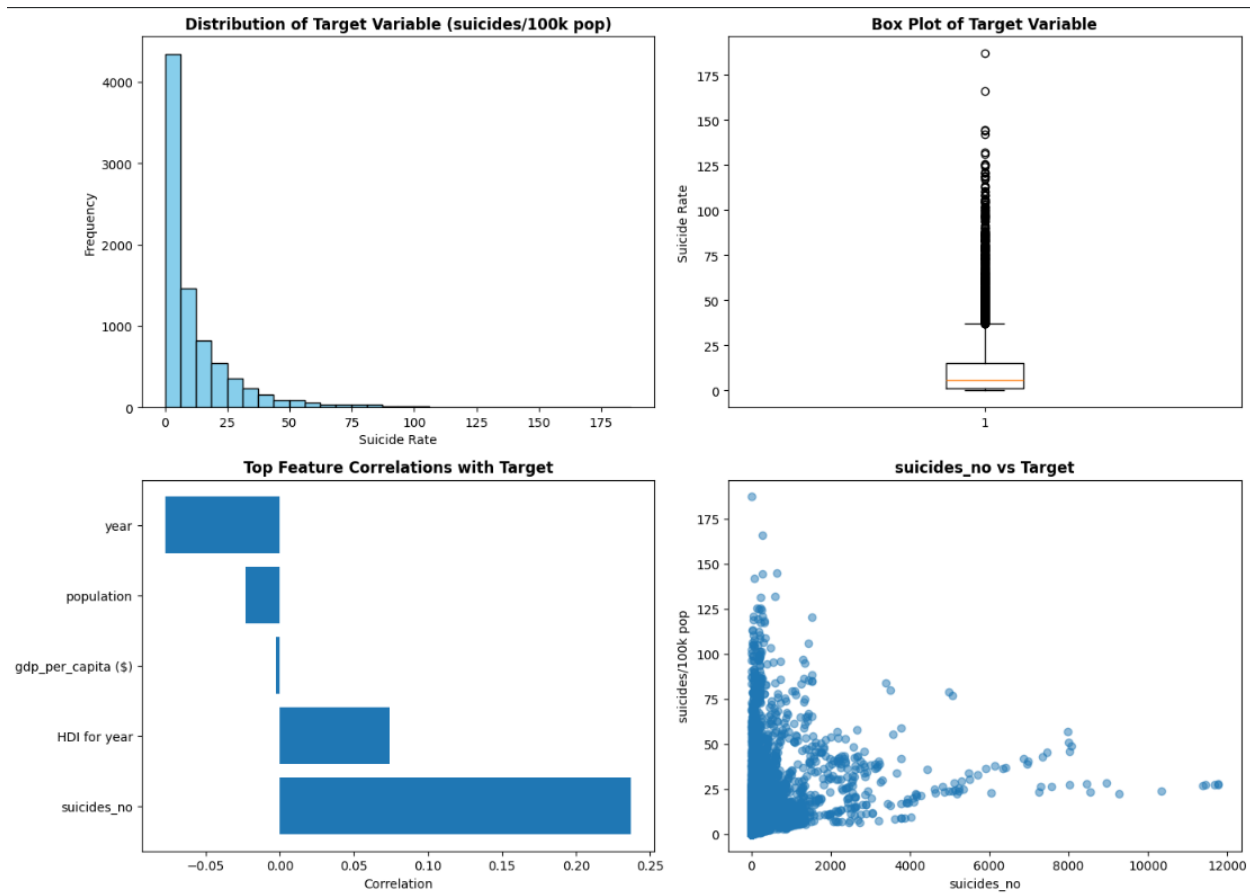 Distribution of Target Variable (suicides/100k pop)
4000
3000
2000
1000
0
Frequency
0 25 50 75 100 125 150 175
Suicide Rate
Box Plot of Target Variable
175
150
125
100
75
50
25
0
Suicide Rate
1
Top Feature Correlations with Target
year
population
gdp_per_capita ($)
HDI for year
suicides_no
−0.05 0.00 0.05 0.10 0.15 0.20 0.25
Correlation
suicides_no vs Target
175
150
125
100
75
50
25
0
suicides/100k pop
0 2000 4000 6000 8000 10000 12000
suicides_no